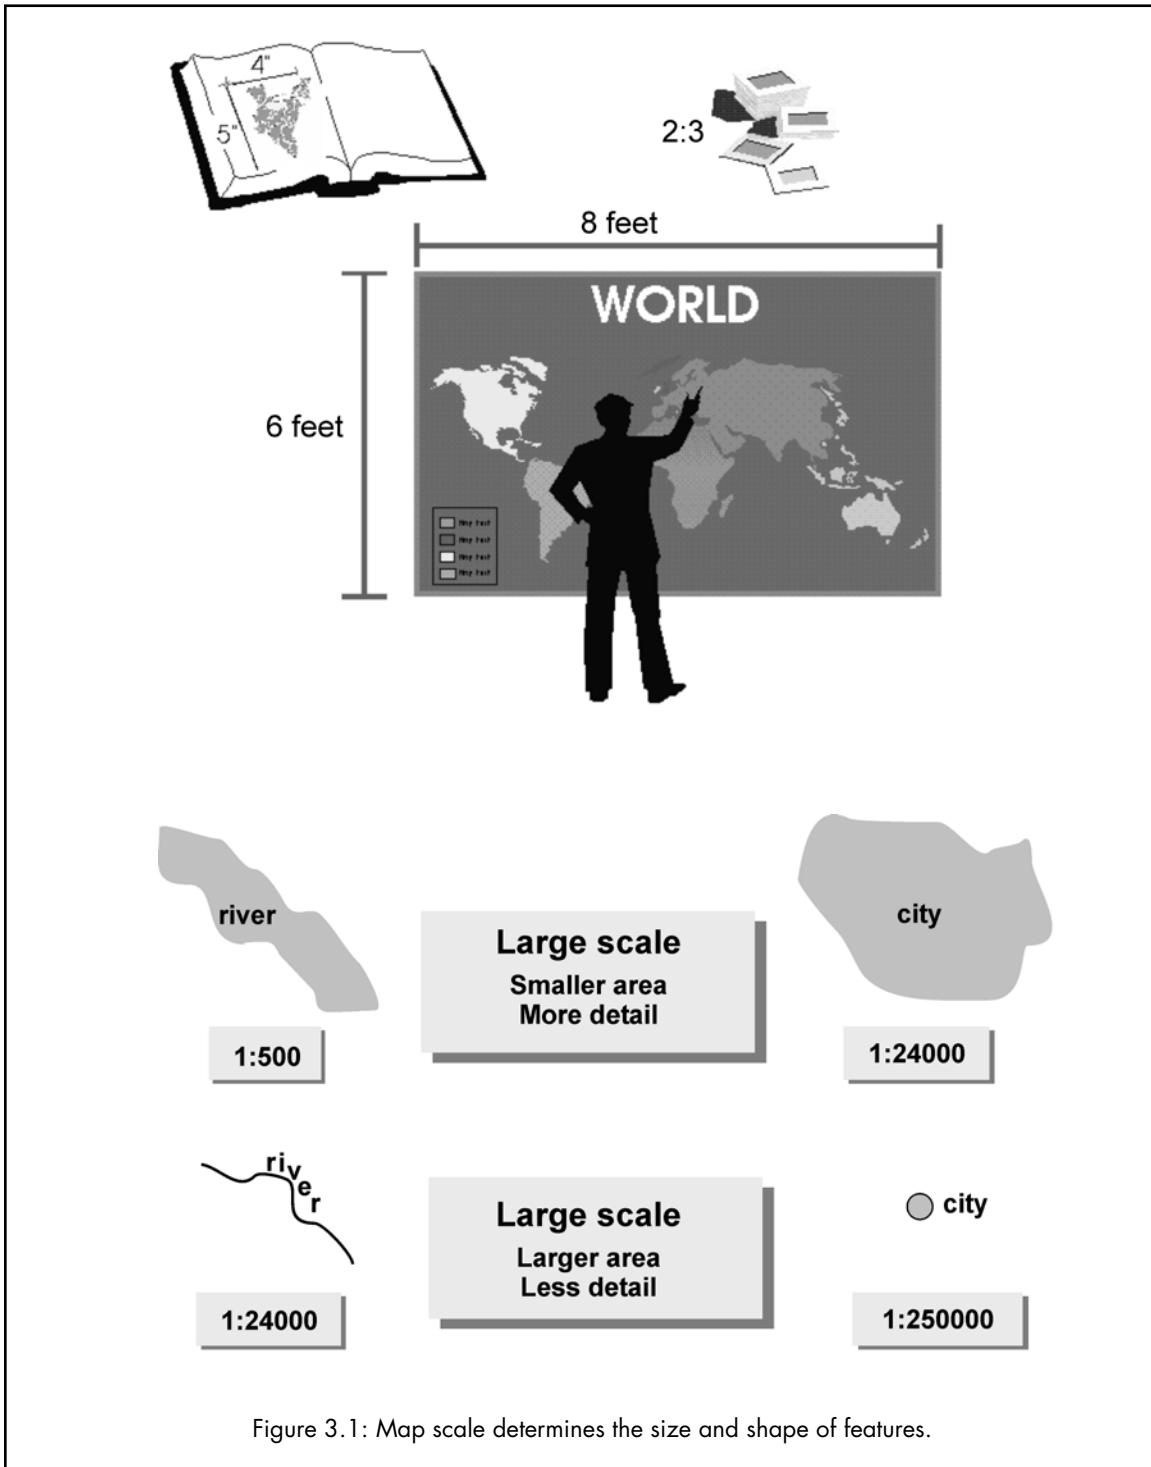 4"
5"
2:3
8 feet
WORLD
6 feet
river
city
Large scale
Smaller area
More detail
1:500
1:24000
river
city
Large scale
Larger area
Less detail
1:24000
1:250000
Figure 3.1: Map scale determines the size and shape of features.